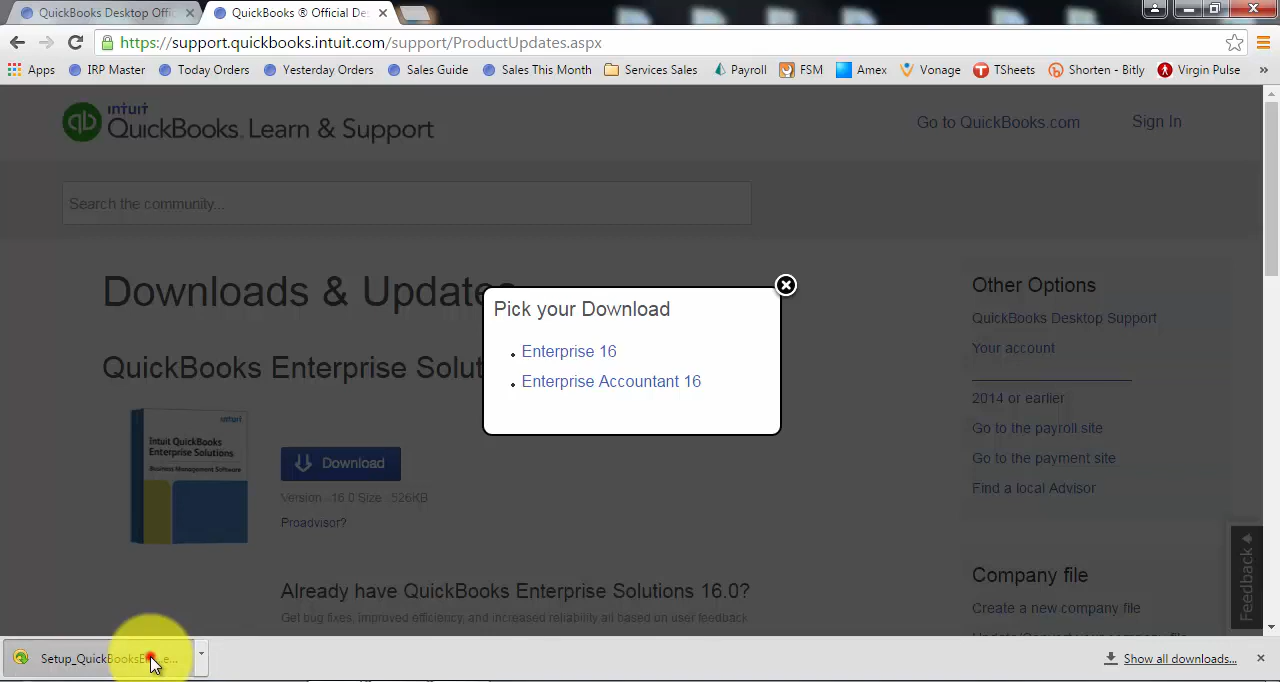 QuickBooks Desktop Offic
QuickBooks ® Official De
https://support.quickbooks.intuit.com/support/ProductUpdates.aspx
Apps IRP Master Today Orders Yesterday Orders Sales Guide Sales This Month Services Sales Payroll FSM Amex Vonage TSheets Shorten - Bitly Virgin Pulse »
qb intuit QuickBooks. Learn & Support
Go to QuickBooks.com Sign In
Search the community...
Downloads & Updates
QuickBooks Enterprise Solut
intuit
Intuit QuickBooks
Enterprise Solutions
Business Management Software
Download
Version : 16.0 Size : 526KB
Proadvisor?
Already have QuickBooks Enterprise Solutions 16.0?
Get bug fixes, improved efficiency, and increased reliability all based on user feedback.
Pick your Download
Enterprise 16
Enterprise Accountant 16
Other Options
QuickBooks Desktop Support
Your account
2014 or earlier
Go to the payroll site
Go to the payment site
Find a local Advisor
Company file
Create a new company file
Feedback
Show all downloads...